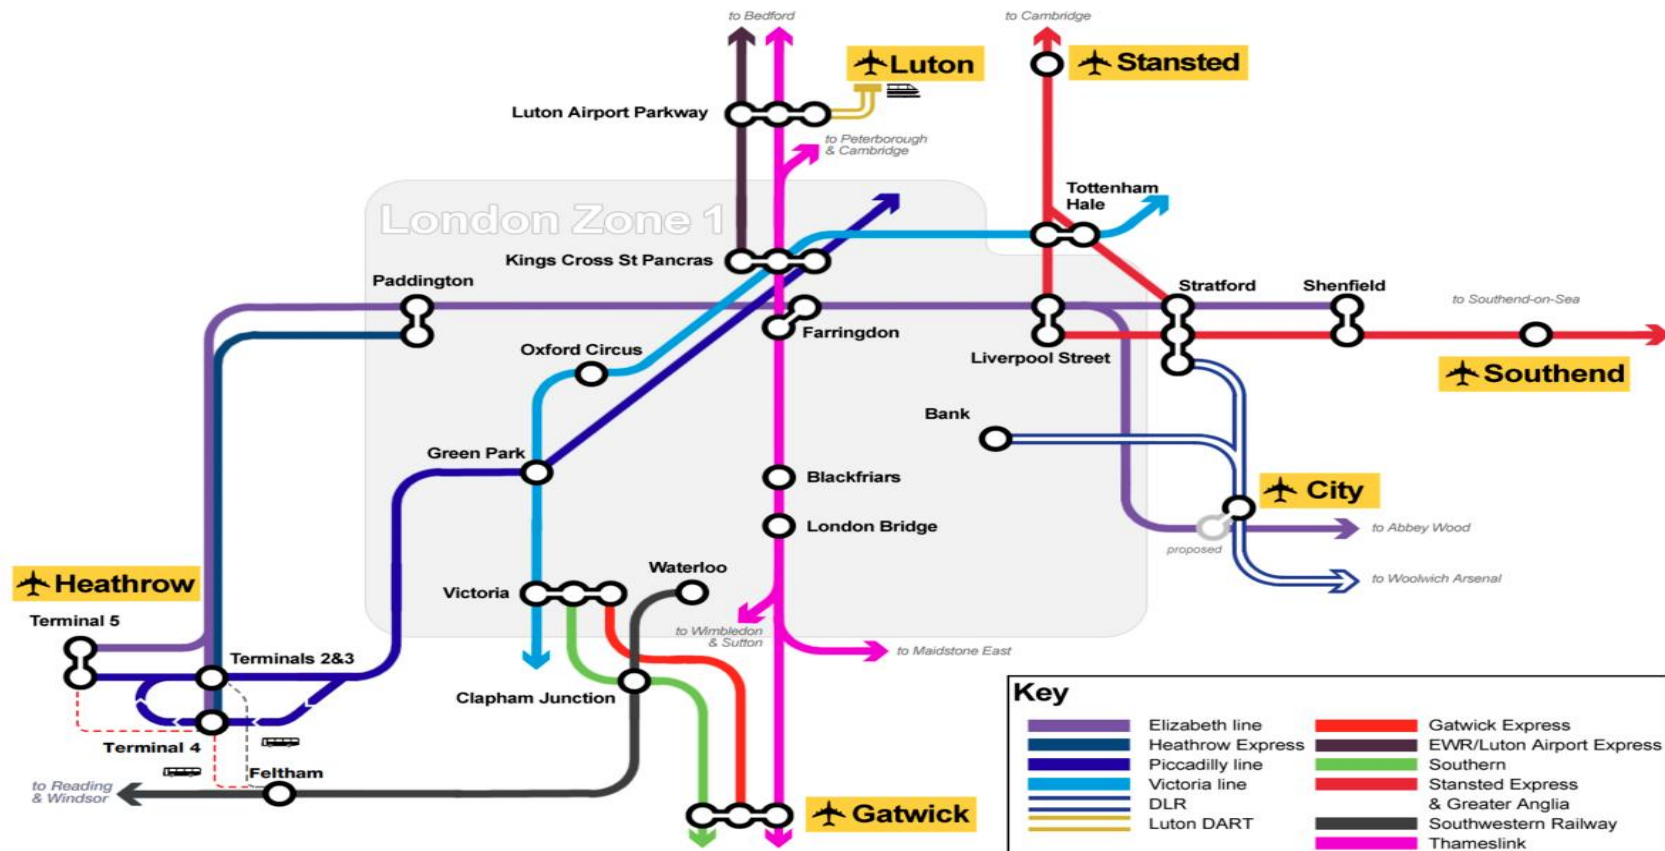 to Bedford
to Cambridge
Luton
Stansted
Luton Airport Parkway
to Peterborough
& Cambridge
London Zone 1
Tottenham
Hale
Kings Cross St Pancras
Paddington
Stratford
Shenfield
to Southend-on-Sea
Farringdon
Oxford Circus
Liverpool Street
Southend
Bank
Green Park
Blackfriars
City
London Bridge
to Abbey Wood
proposed
Waterloo
Heathrow
Victoria
to Woolwich Arsenal
Terminal 5
to Wimbledon
& Sutton
to Maidstone East
Terminals 2&3
Clapham Junction
Terminal 4
Feltham
to Reading
& Windsor
Gatwick
Key
Elizabeth line
Heathrow Express
Piccadilly line
Victoria line
DLR
Luton DART
Gatwick Express
EWR/Luton Airport Express
Southern
Stansted Express
& Greater Anglia
Southwestern Railway
Thameslink